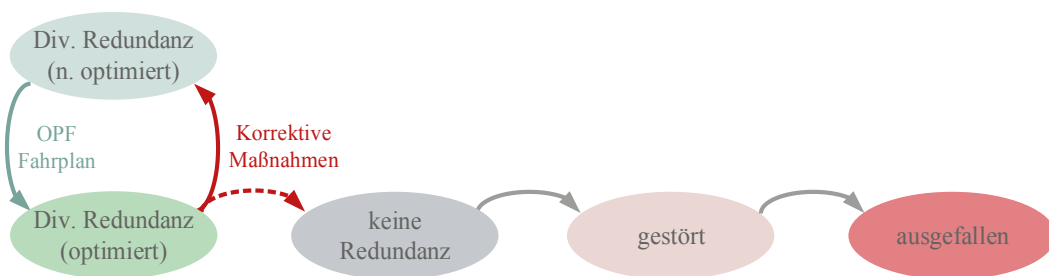 Div. Redundanz
(n. optimiert)
OPF
Fahrplan
Korrektive
Maßnahmen
Div. Redundanz
(optimiert)
keine
Redundanz
gestört
ausgefallen